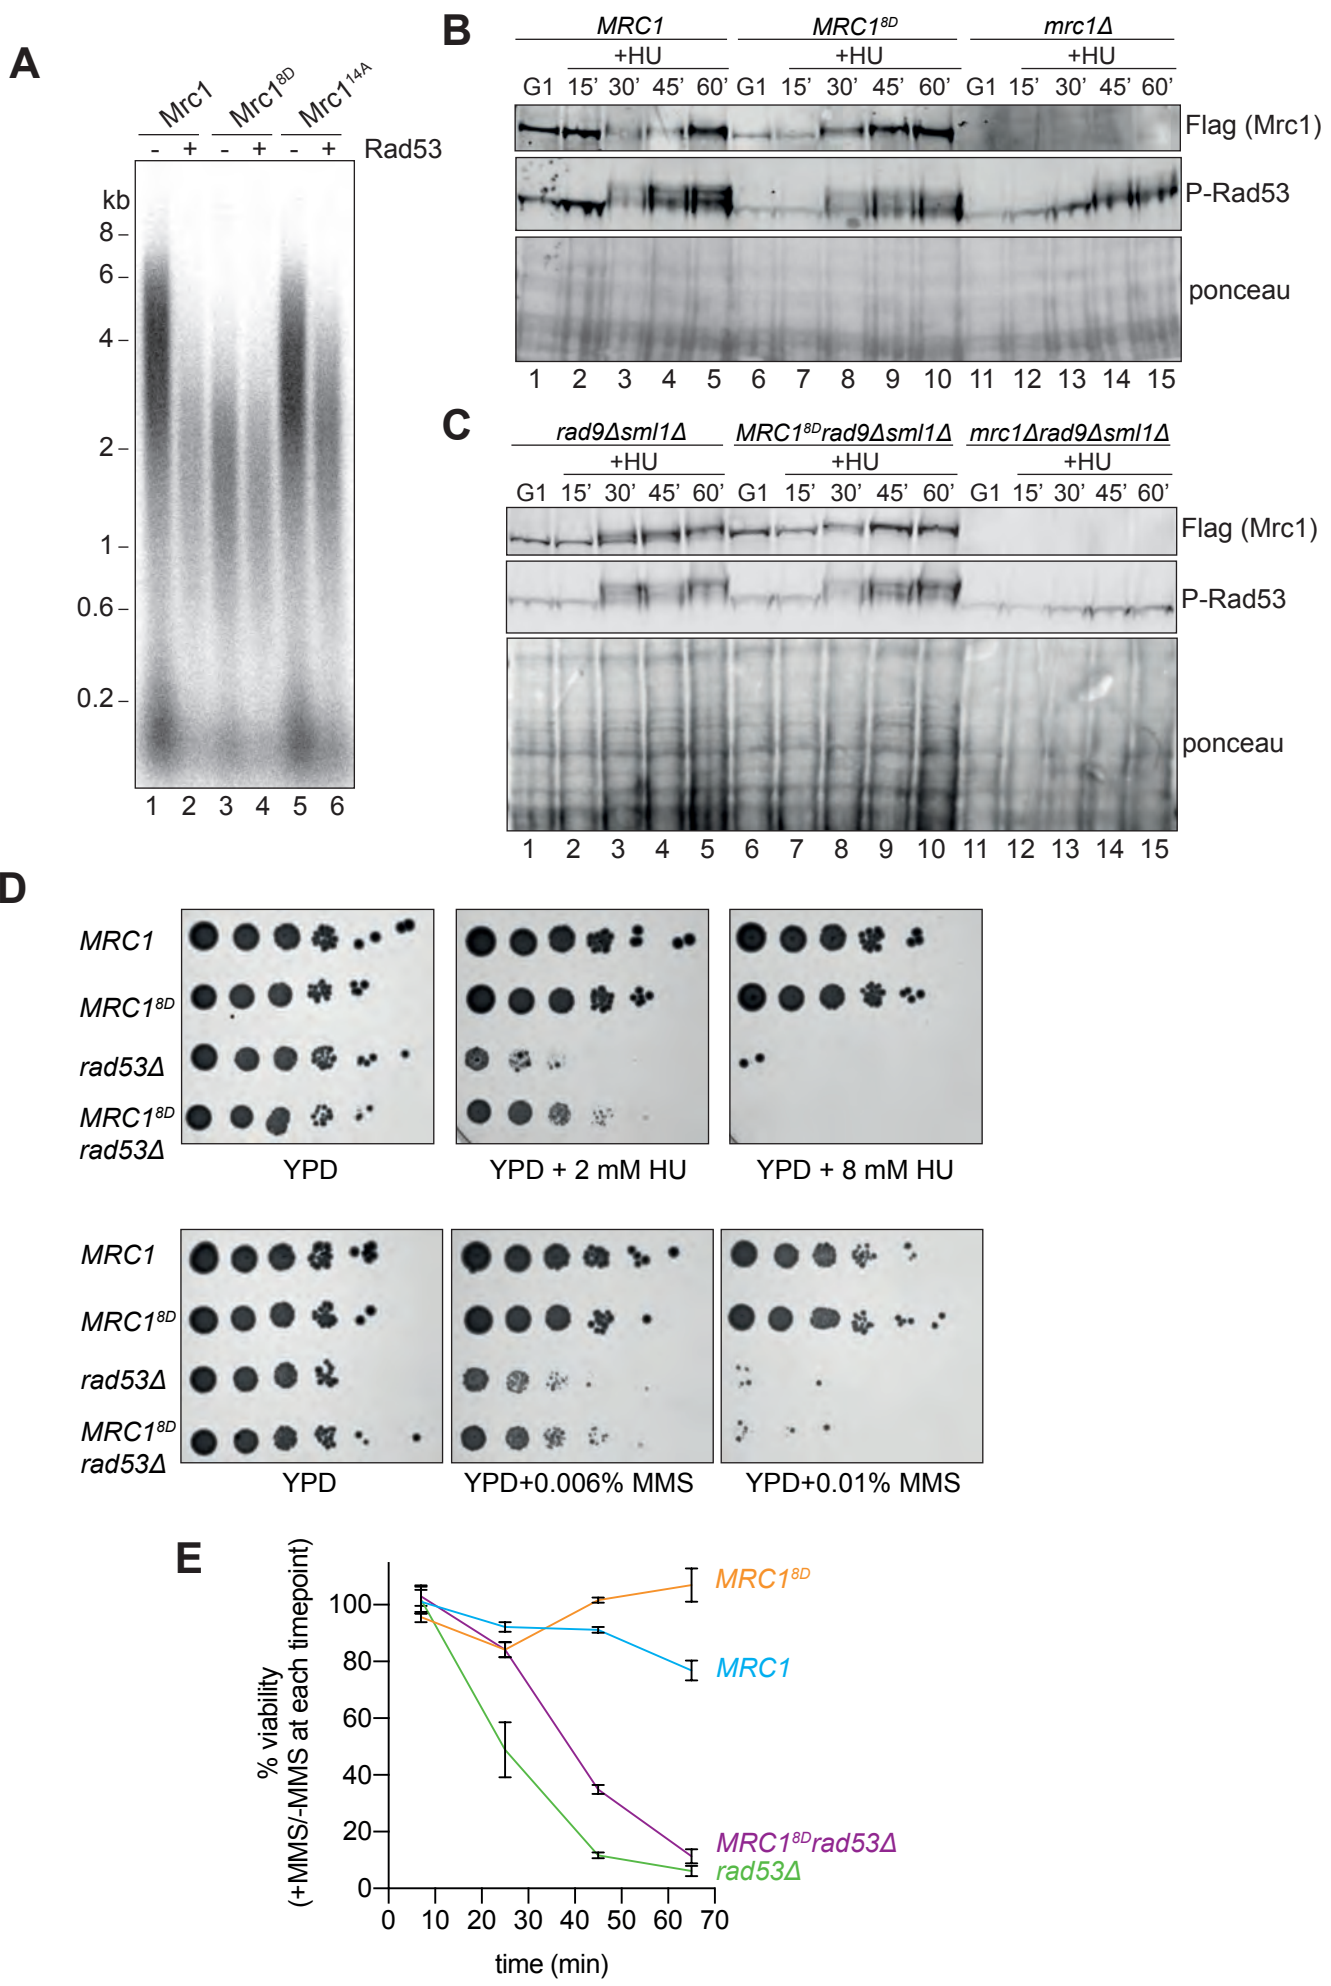 A
Mrc1 Mrc1^8D Mrc1^14A
- + - + - + Rad53
kb
8
6
4
2
1
0.6
0.2
1 2 3 4 5 6
B
MRC1 MRC1^8D mrc1Δ
+HU +HU +HU
G1 15' 30' 45' 60' G1 15' 30' 45' 60' G1 15' 30' 45' 60'
Flag (Mrc1)
P-Rad53
ponceau
1 2 3 4 5 6 7 8 9 10 11 12 13 14 15
C
rad9Δsml1Δ MRC1^8Drad9Δsml1Δ mrc1Δrad9Δsml1Δ
+HU +HU +HU
G1 15' 30' 45' 60' G1 15' 30' 45' 60' G1 15' 30' 45' 60'
Flag (Mrc1)
P-Rad53
ponceau
1 2 3 4 5 6 7 8 9 10 11 12 13 14 15
D
MRC1
MRC1^8D
rad53Δ
MRC1^8D
rad53Δ
YPD YPD + 2 mM HU YPD + 8 mM HU
MRC1
MRC1^8D
rad53Δ
MRC1^8D
rad53Δ
YPD YPD+0.006% MMS YPD+0.01% MMS
E
% viability
(+MMS/-MMS at each timepoint)
100
80
60
40
20
0
MRC1^8D
MRC1
MRC1^8Drad53Δ
rad53Δ
0 10 20 30 40 50 60 70
time (min)